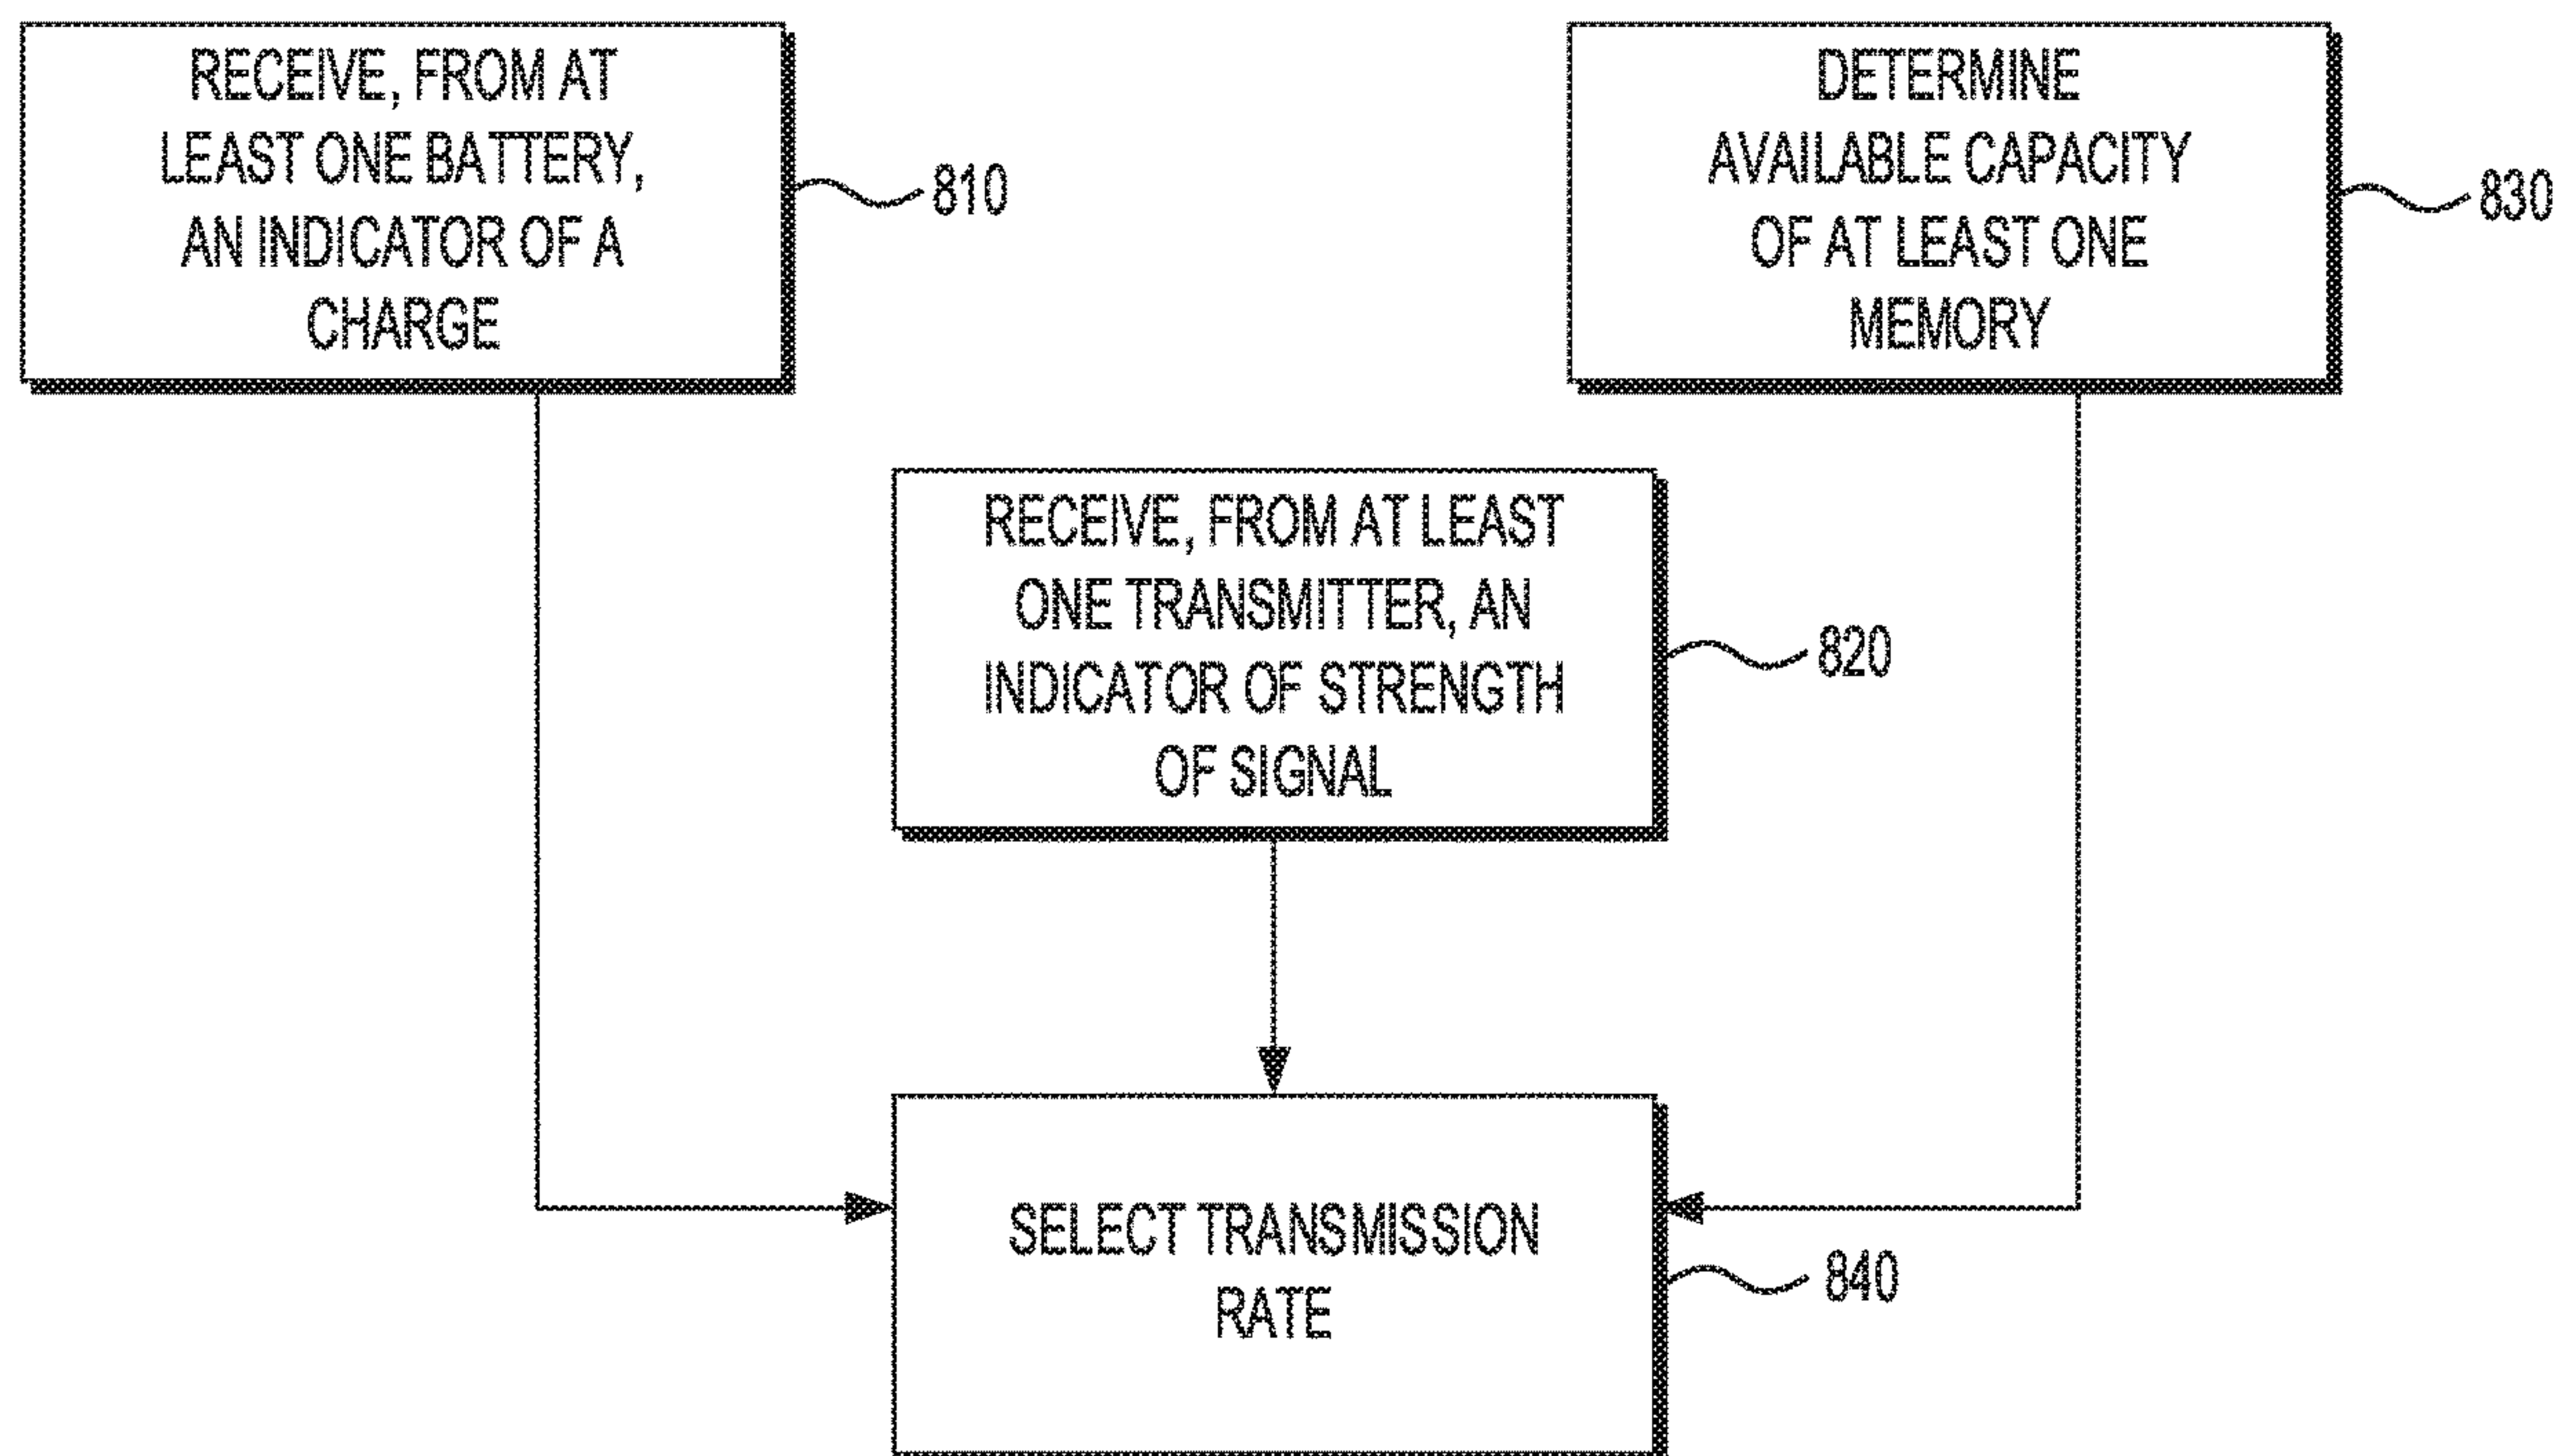 RECEIVE, FROM AT
LEAST ONE BATTERY,
AN INDICATOR OF A
CHARGE
810
DETERMINE
AVAILABLE CAPACITY
OF AT LEAST ONE
MEMORY
830
RECEIVE, FROM AT LEAST
ONE TRANSMITTER, AN
INDICATOR OF STRENGTH
OF SIGNAL
820
SELECT TRANSMISSION
RATE
840